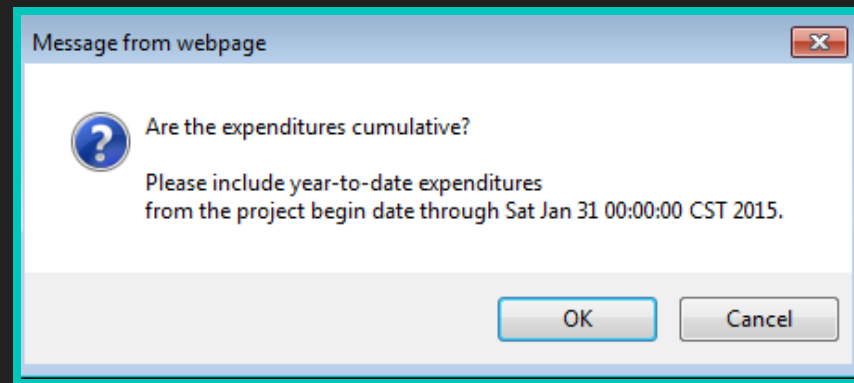 Message from webpage
Are the expenditures cumulative?
Please include year-to-date expenditures
from the project begin date through Sat Jan 31 00:00:00 CST 2015.
OK
Cancel